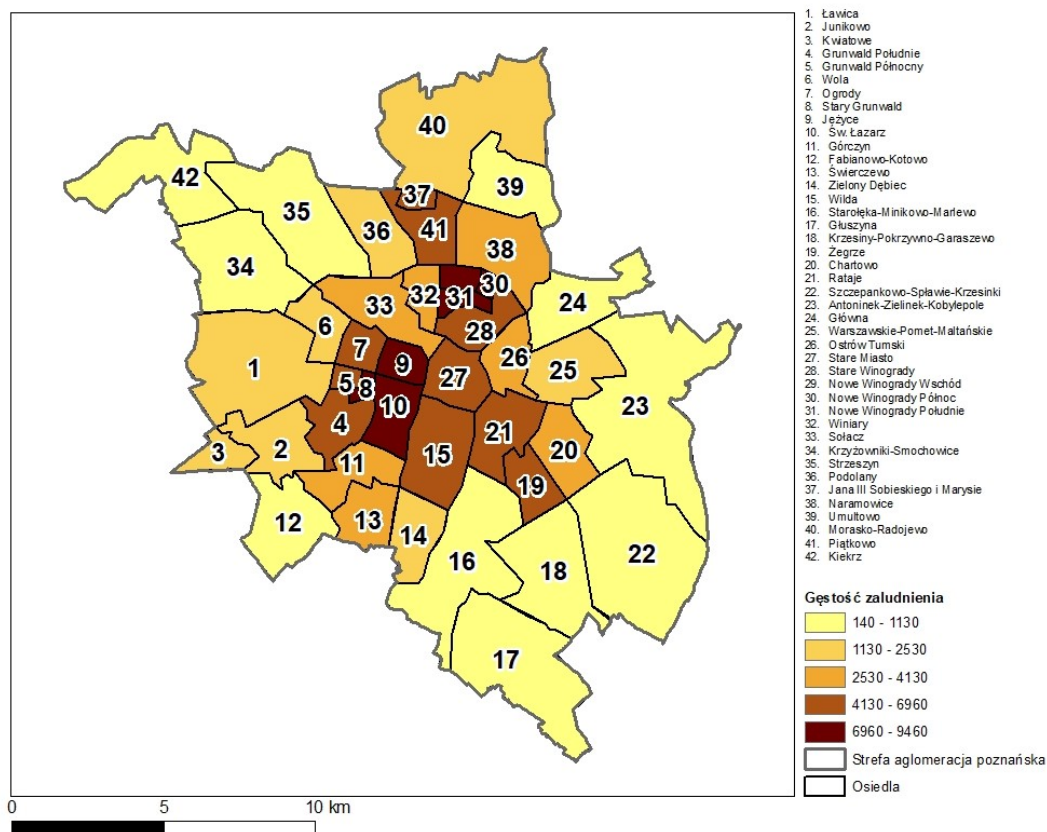 40
37
42
39
35
41
36
38
34
30
32
31
24
33
6
28
7
26
9
25
27
1
5
8
23
10
4
21
20
3
2
15
11
19
12
13
14
16
18
22
17
0
5
10 km
1. Ławica
2. Junikowo
3. Kwiatowe
4. Grunwald Południe
5. Grunwald Północny
6. Wola
7. Ogrody
8. Stary Grunwald
9. Jeżyce
10. Św. Łazarz
11. Górczyn
12. Fabianowo-Kotowo
13. Świerczewo
14. Zielony Dębiec
15. Wilda
16. Starołęka-Minikowo-Marlewo
17. Głuszyna
18. Krzesiny-Pokrzywno-Garaszewo
19. Żegrze
20. Chartowo
21. Rataje
22. Szczepankowo-Spławie-Krzesinki
23. Antoninek-Zielinek-Kobylepole
24. Główna
25. Warszawskie-Pomet-Maltańskie
26. Ostrów Tumski
27. Stare Miasto
28. Stare Winogrady
29. Nowe Winogrady Wschód
30. Nowe Winogrady Północ
31. Nowe Winogrady Południe
32. Winiary
33. Sołacz
34. Krzyżowniki-Smochowice
35. Strzeszyn
36. Podolany
37. Jana III Sobieskiego i Marysie
38. Naramowice
39. Umultowo
40. Morasko-Radojewo
41. Piątkowo
42. Kiekrz
Gęstość zaludnienia
140 - 1130
1130 - 2530
2530 - 4130
4130 - 6960
6960 - 9460
Strefa aglomeracja poznańska
Osiedla